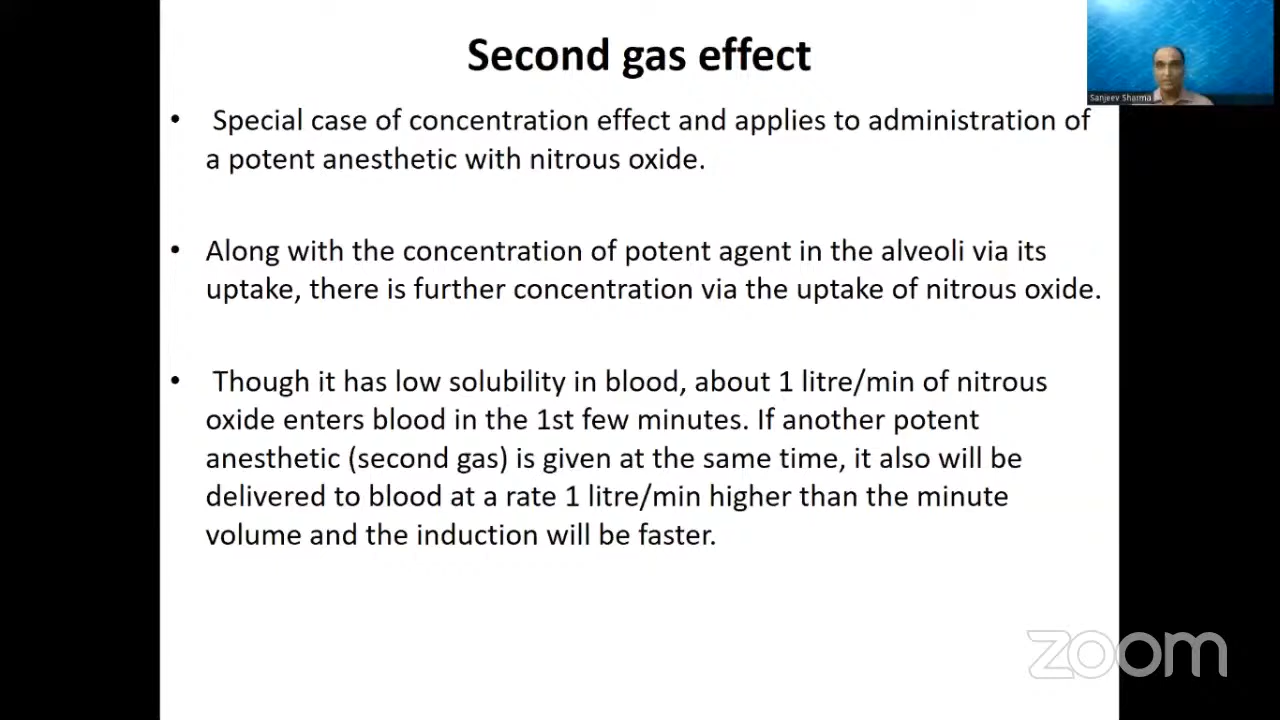 Second gas effect
Sanjeev Sharma
• Special case of concentration effect and applies to administration of
a potent anesthetic with nitrous oxide.
• Along with the concentration of potent agent in the alveoli via its
uptake, there is further concentration via the uptake of nitrous oxide.
• Though it has low solubility in blood, about 1 litre/min of nitrous
oxide enters blood in the 1st few minutes. If another potent
anesthetic (second gas) is given at the same time, it also will be
delivered to blood at a rate 1 litre/min higher than the minute
volume and the induction will be faster.
zoom